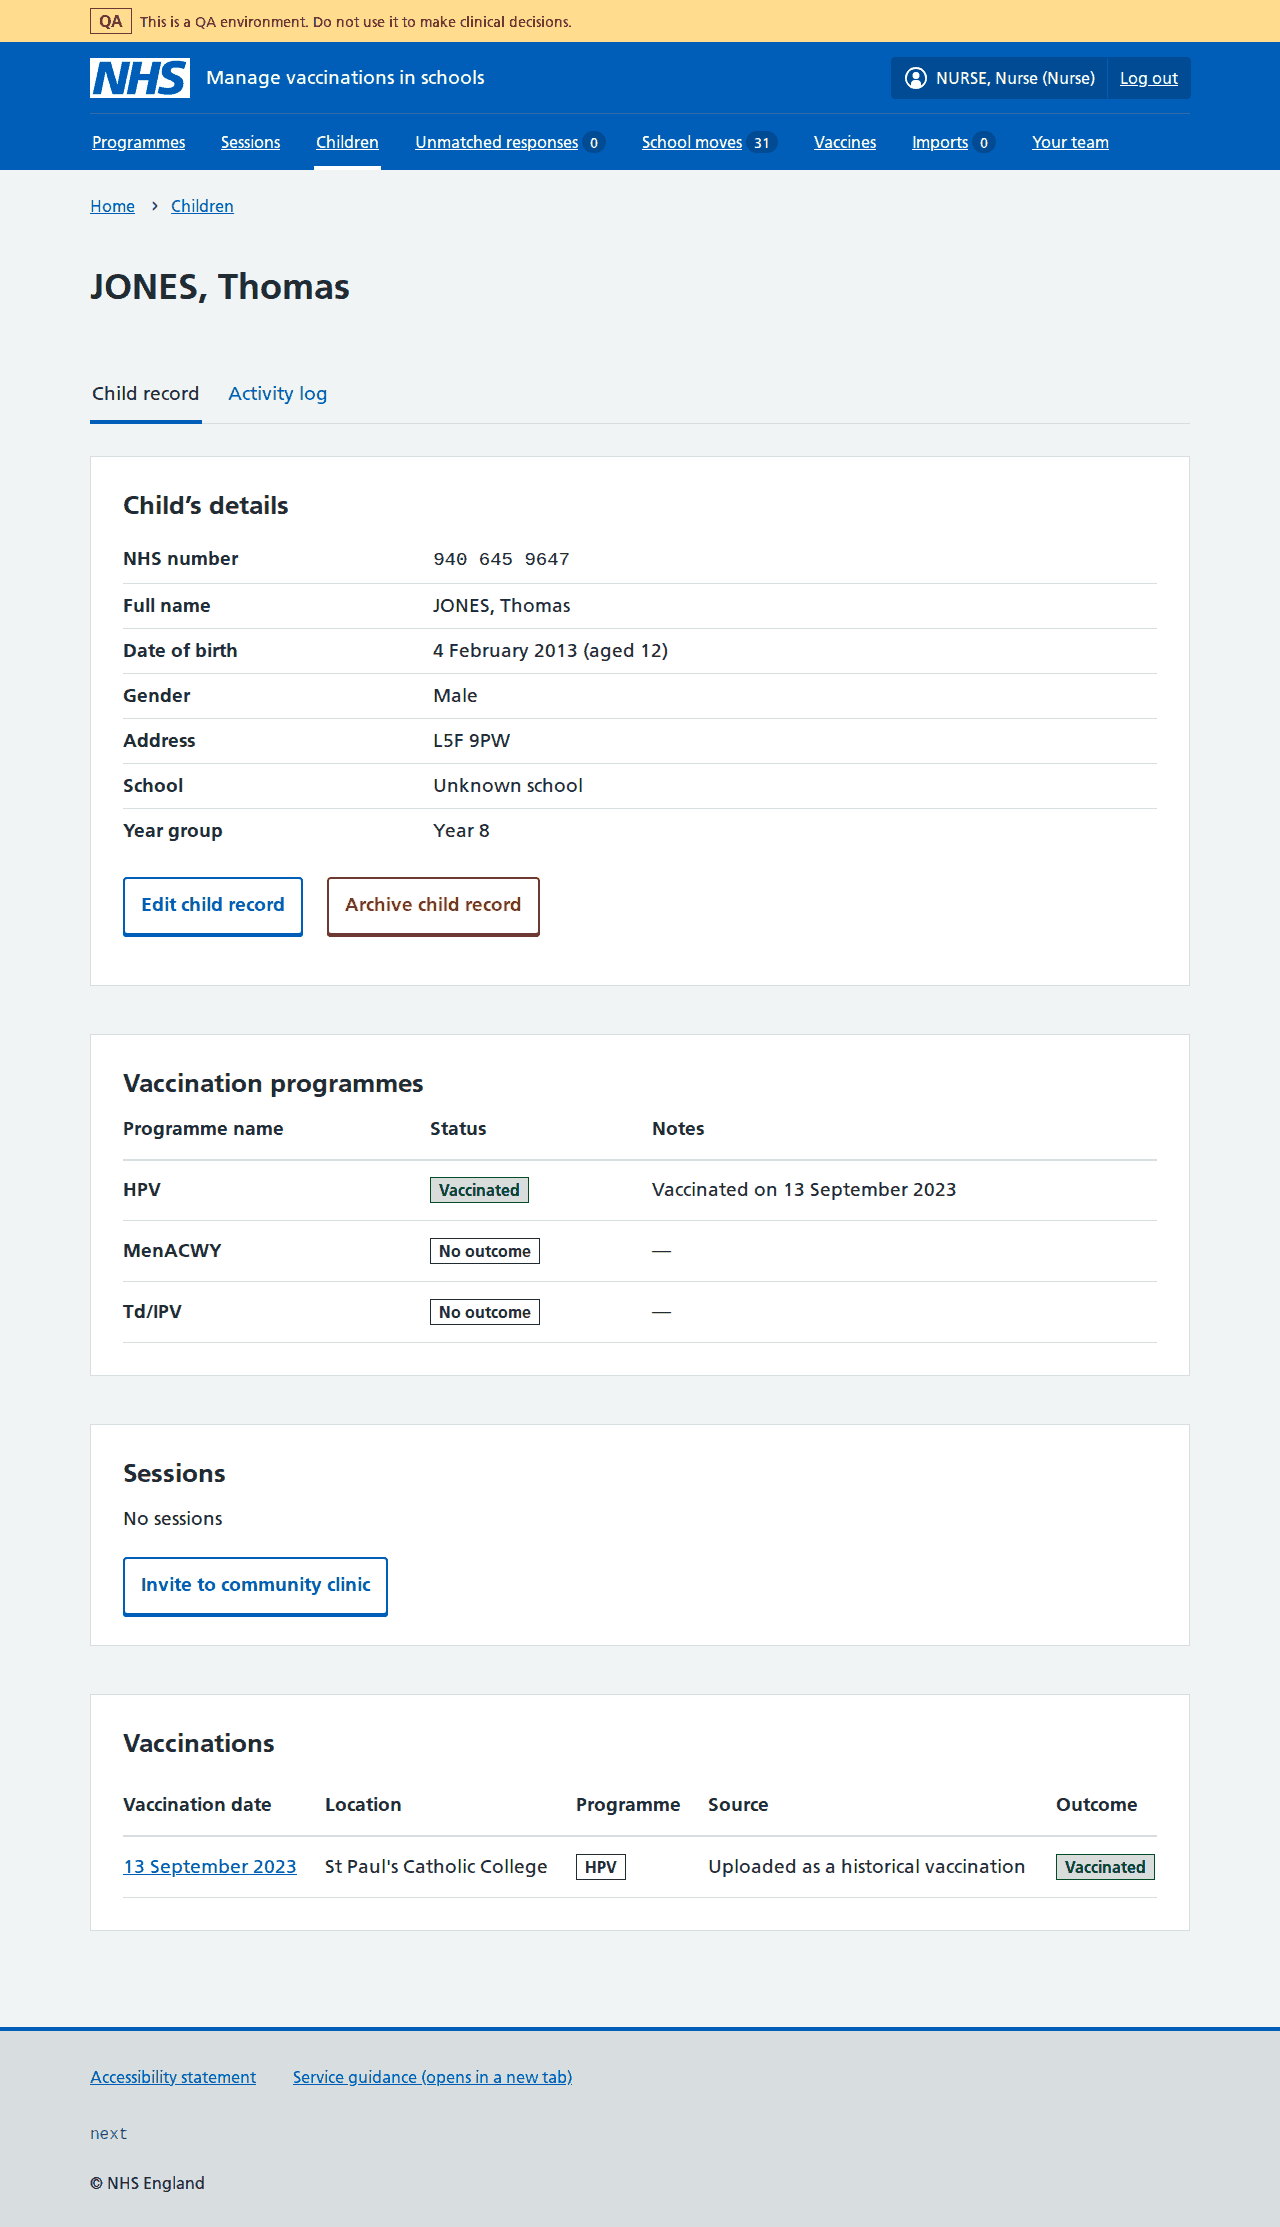 QA This is a QA environment. Do not use it to make clinical decisions.
NHS Manage vaccinations in schools NURSE, Nurse (Nurse) Log out
Programmes Sessions Children Unmatched responses 0 School moves 31 Vaccines Imports 0 Your team
Home Children
JONES, Thomas
Child record Activity log
Child’s details
NHS number 940 645 9647
Full name JONES, Thomas
Date of birth 4 February 2013 (aged 12)
Gender Male
Address L5F 9PW
School Unknown school
Year group Year 8
Edit child record Archive child record
Vaccination programmes
Programme name Status Notes
HPV Vaccinated Vaccinated on 13 September 2023
MenACWY No outcome —
Td/IPV No outcome —
Sessions
No sessions
Invite to community clinic
Vaccinations
Vaccination date Location Programme Source Outcome
13 September 2023 St Paul's Catholic College HPV Uploaded as a historical vaccination Vaccinated
Accessibility statement Service guidance (opens in a new tab)
next
© NHS England